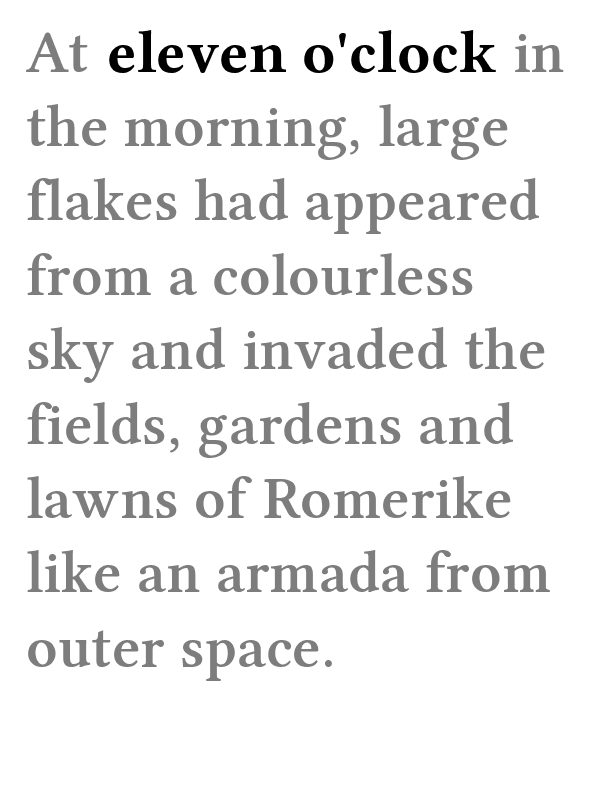 At eleven o'clock in
the morning, large
flakes had appeared
from a colourless
sky and invaded the
fields, gardens and
lawns of Romerike
like an armada from
outer space.